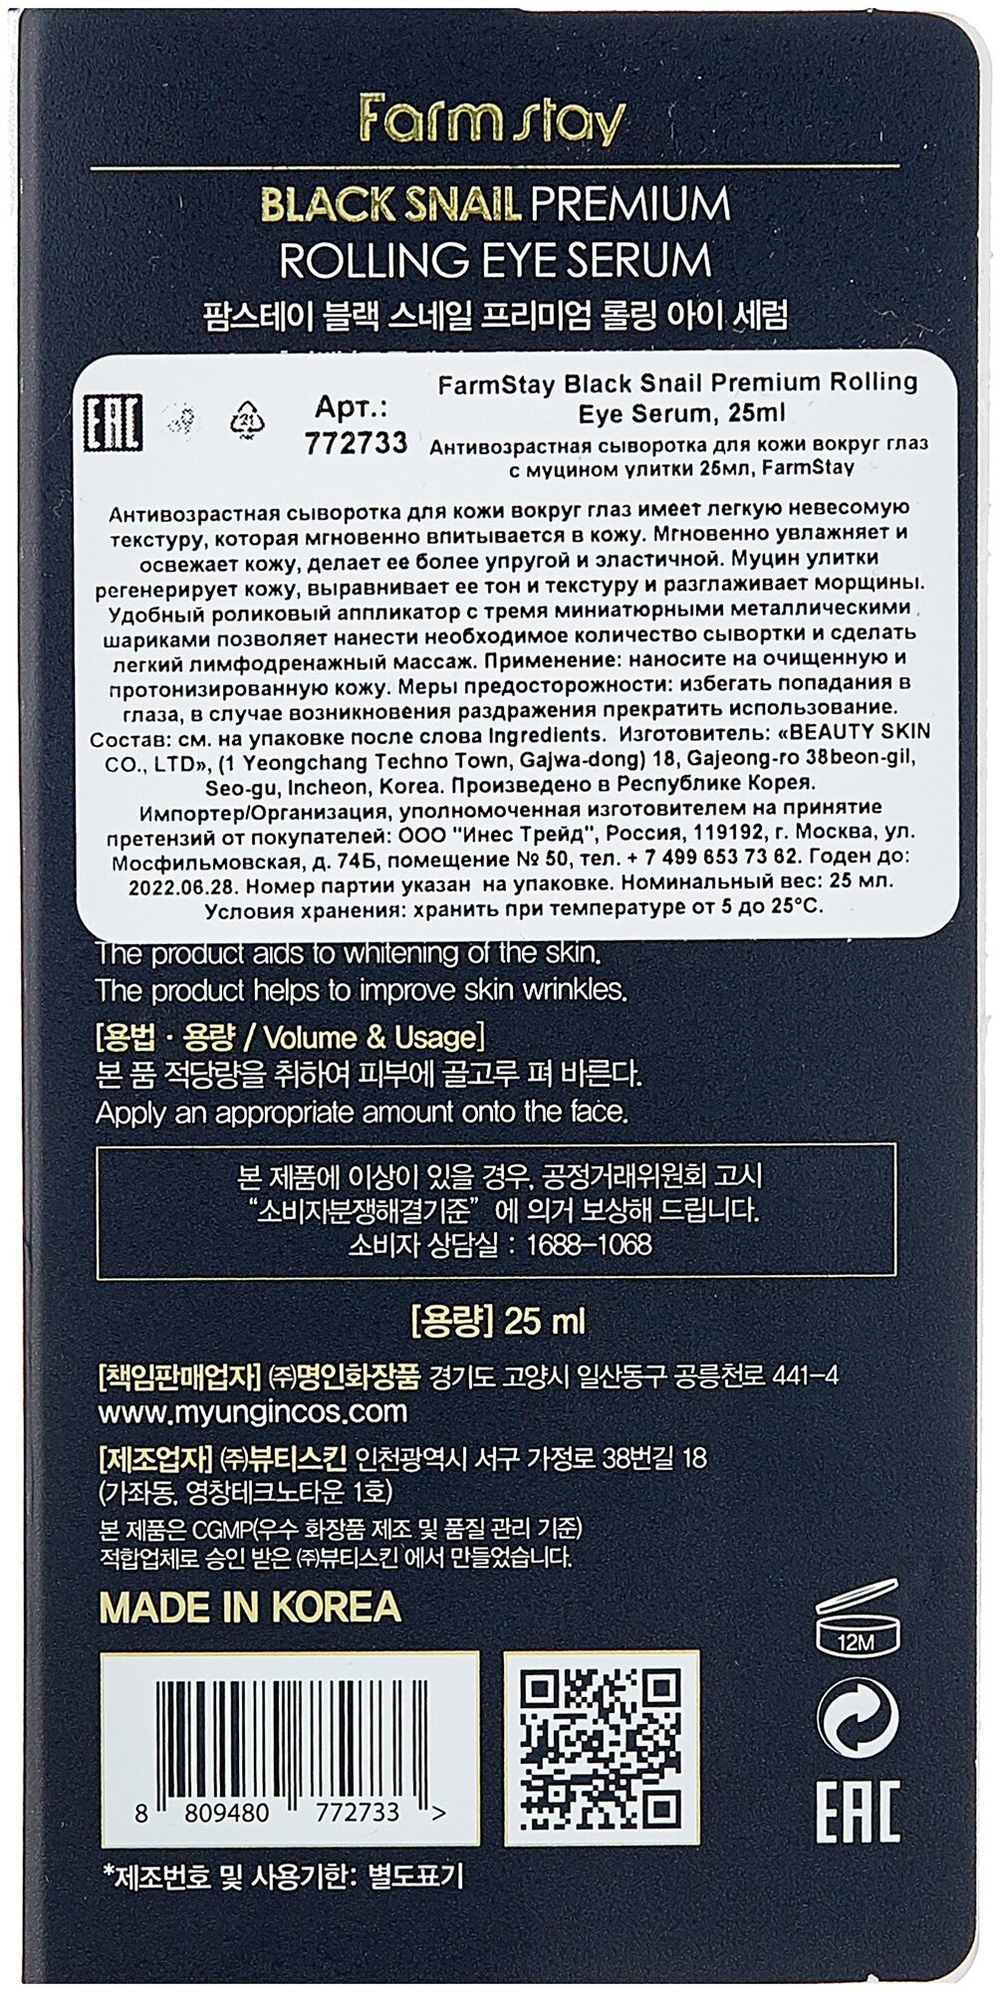 Farm stay
BLACK SNAIL PREMIUM
ROLLING EYE SERUM
팜스테이 블랙 스네일 프리미엄 롤링 아이 세럼
EAC
21
Арт.:
772733
FarmStay Black Snail Premium Rolling
Eye Serum, 25ml
Антивозрастная сыворотка для кожи вокруг глаз
с муцином улитки 25мл, FarmStay
Антивозрастная сыворотка для кожи вокруг глаз имеет легкую невесомую
текстуру, которая мгновенно впитывается в кожу. Мгновенно увлажняет и
освежает кожу, делает ее более упругой и эластичной. Муцин улитки
регенерирует кожу, выравнивает ее тон и текстуру и разглаживает морщины.
Удобный роликовый аппликатор с тремя миниатюрными металлическими
шариками позволяет нанести необходимое количество сывортки и сделать
легкий лимфодренажный массаж. Применение: наносите на очищенную и
протонизированную кожу. Меры предосторожности: избегать попадания в
глаза, в случае возникновения раздражения прекратить использование.
Состав: см. на упаковке после слова Ingredients. Изготовитель: «BEAUTY SKIN
CO., LTD», (1 Yeongchang Techno Town, Gajwa-dong) 18, Gajeong-ro 38beon-gil,
Seo-gu, Incheon, Korea. Произведено в Республике Корея.
Импортер/Организация, уполномоченная изготовителем на принятие
претензий от покупателей: ООО "Инес Трейд", Россия, 119192, г. Москва, ул.
Мосфильмовская, д. 74Б, помещение № 50, тел. + 7 499 653 73 62. Годен до:
2022.06.28. Номер партии указан на упаковке. Номинальный вес: 25 мл.
Условия хранения: хранить при температуре от 5 до 25°С.
The product aids to whitening of the skin.
The product helps to improve skin wrinkles.
[용법 · 용량 / Volume & Usage]
본 품 적당량을 취하여 피부에 골고루 펴 바른다.
Apply an appropriate amount onto the face.
본 제품에 이상이 있을 경우, 공정거래위원회 고시
“소비자분쟁해결기준” 에 의거 보상해 드립니다.
소비자 상담실 : 1688-1068
[용량] 25 ml
[책임판매업자] ㈜명인화장품 경기도 고양시 일산동구 공릉천로 441-4
www.myungincos.com
[제조업자] ㈜뷰티스킨 인천광역시 서구 가정로 38번길 18
(가좌동, 영창테크노타운 1호)
본 제품은 CGMP(우수 화장품 제조 및 품질 관리 기준)
적합업체로 승인 받은 ㈜뷰티스킨 에서 만들었습니다.
MADE IN KOREA
12M
8 809480 772733 >
EAC
*제조번호 및 사용기한: 별도표기